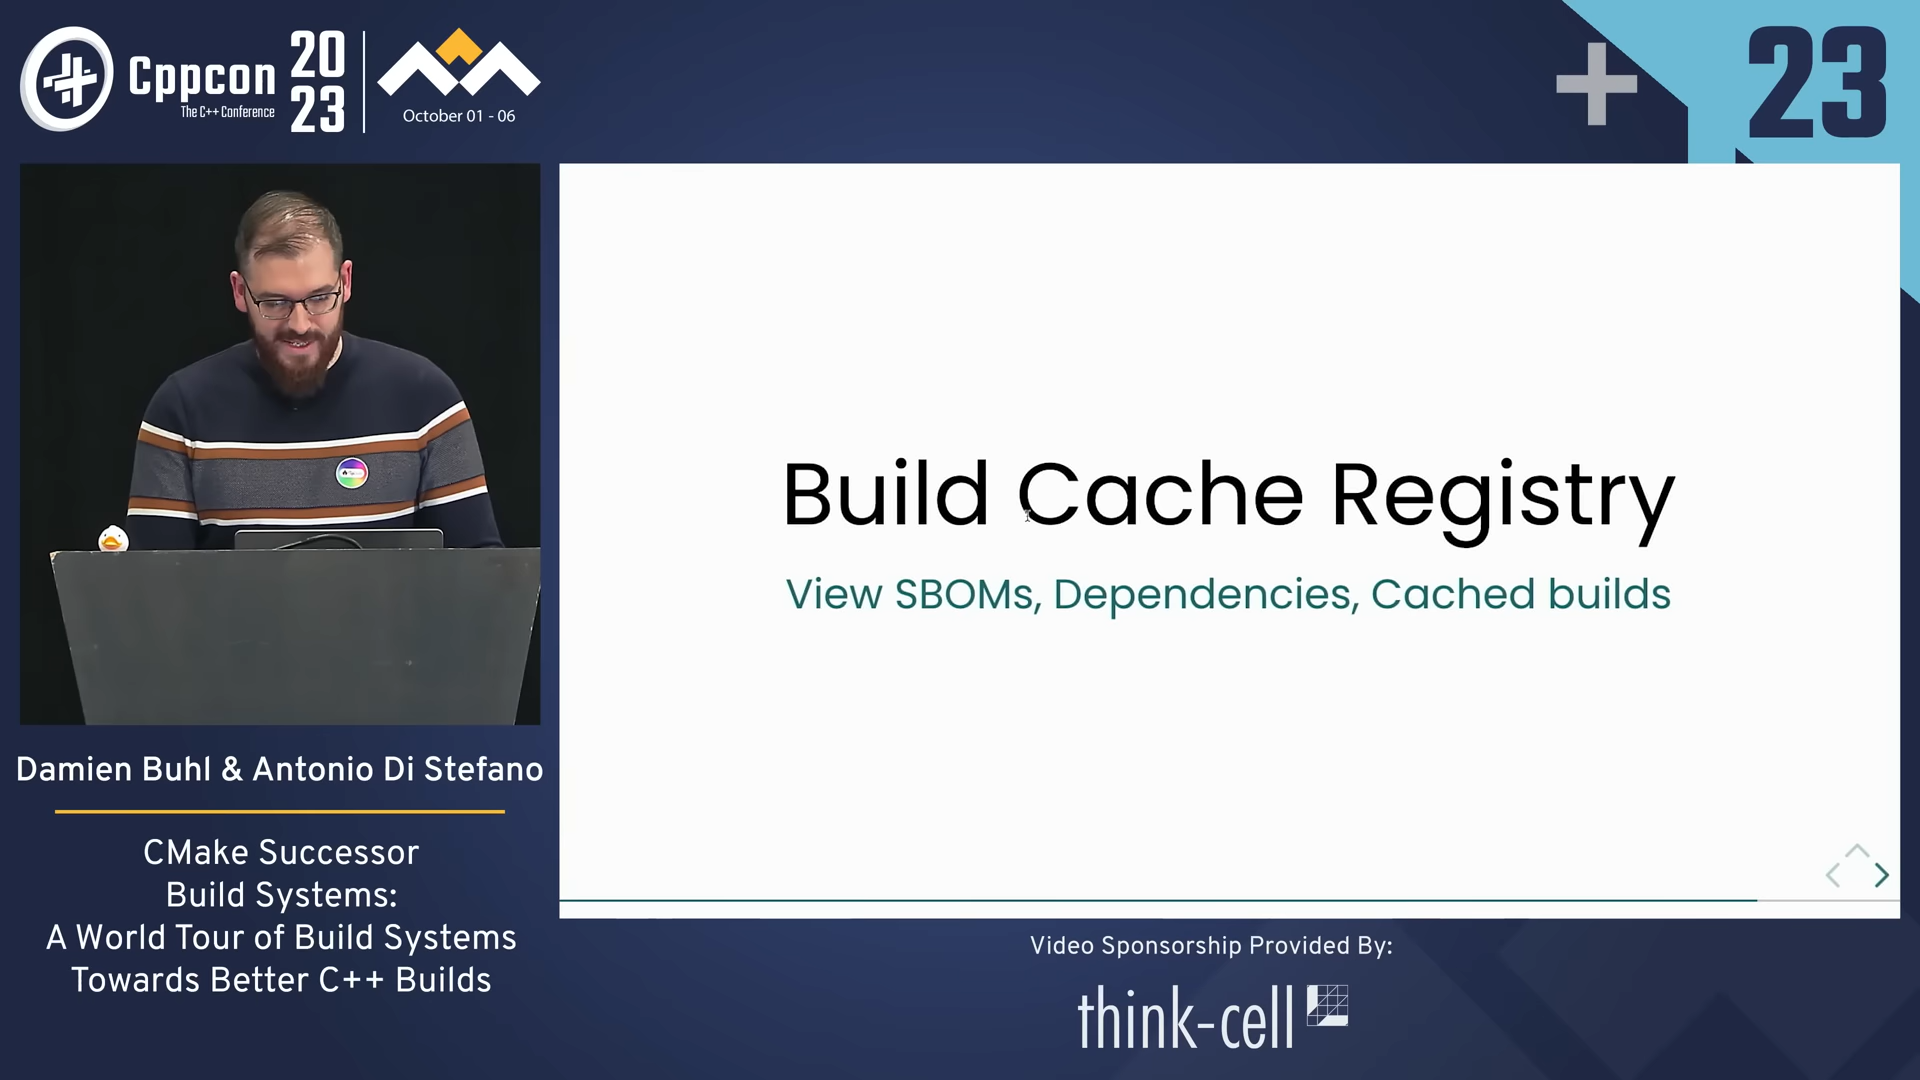 Cppcon
The C++ Conference
20
23
October 01 - 06
23
Build Cache Registry
View SBOMs, Dependencies, Cached builds
Damien Buhl & Antonio Di Stefano
CMake Successor
Build Systems:
A World Tour of Build Systems
Towards Better C++ Builds
Video Sponsorship Provided By:
think-cell